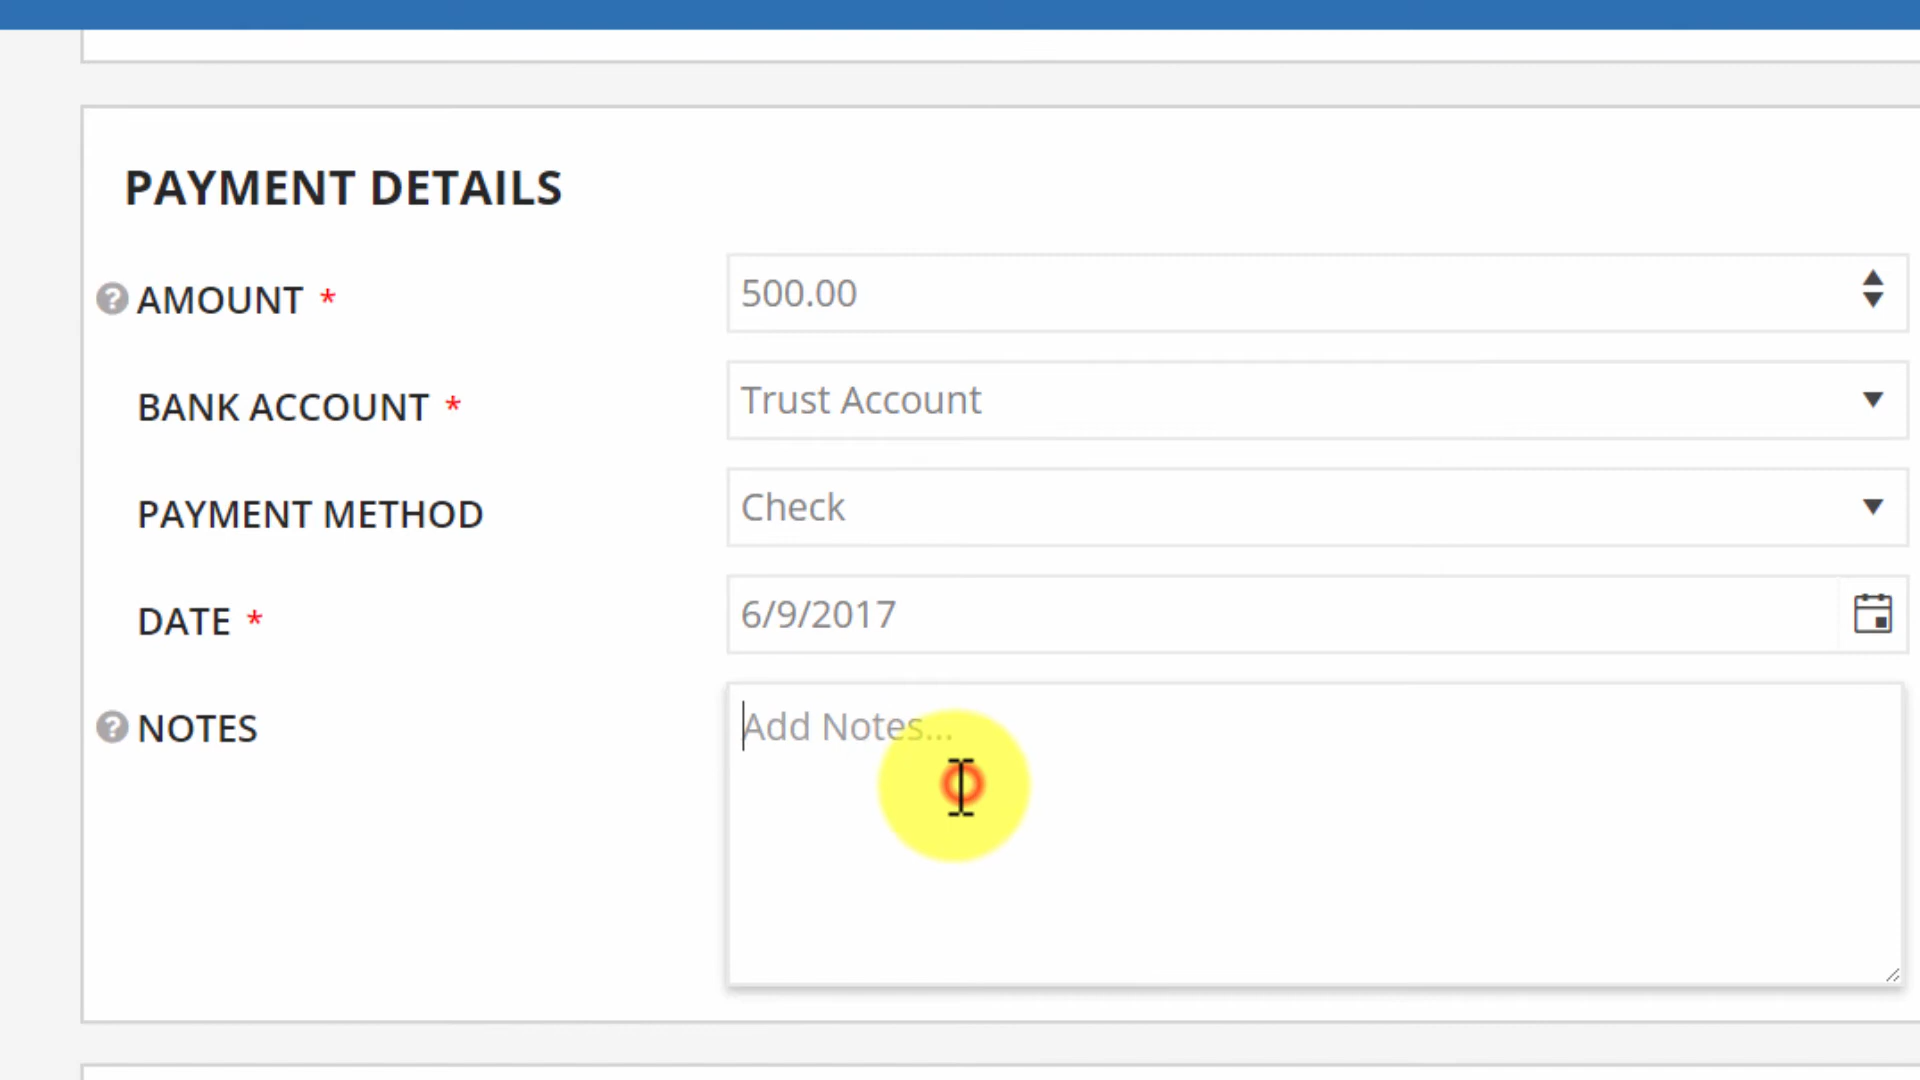 PAYMENT DETAILS
AMOUNT * 500.00
BANK ACCOUNT * Trust Account
PAYMENT METHOD Check
DATE * 6/9/2017
NOTES Add Notes...